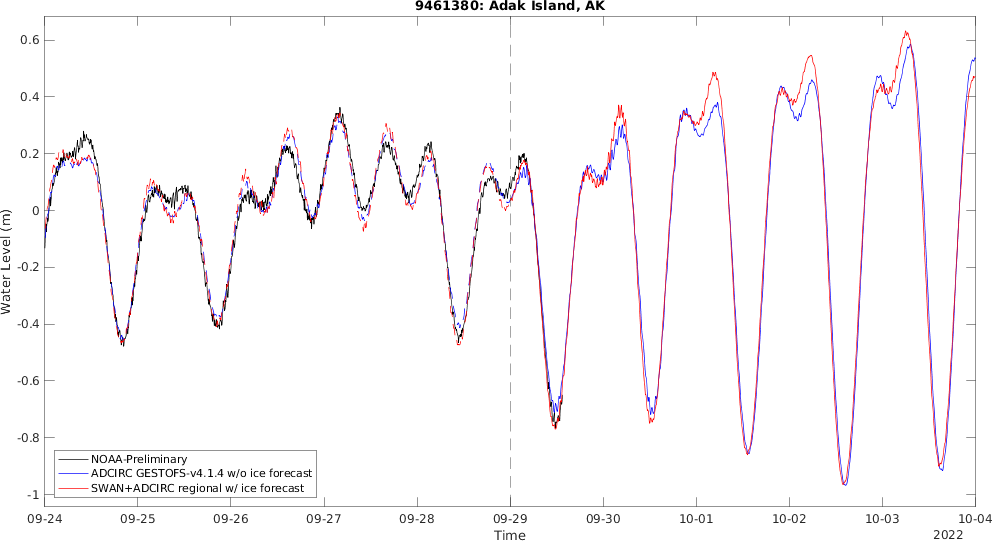 9461380: Adak Island, AK
0.6
0.4
0.2
0
-0.2
-0.4
-0.6
-0.8
-1
Water Level (m)
NOAA-Preliminary
ADCIRC GESTOFS-v4.1.4 w/o ice forecast
SWAN+ADCIRC regional w/ ice forecast
09-24 09-25 09-26 09-27 09-28 09-29 09-30 10-01 10-02 10-03 10-04
Time
2022